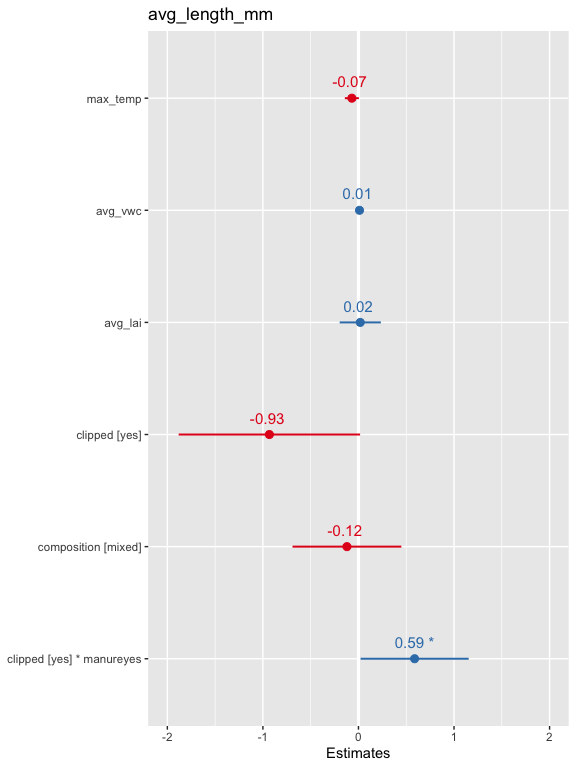 avg_length_mm
max_temp
-0.07
avg_vwc
0.01
avg_lai
0.02
clipped [yes]
-0.93
composition [mixed]
-0.12
clipped [yes] * manureyes
0.59 *
-2 -1 0 1 2
Estimates